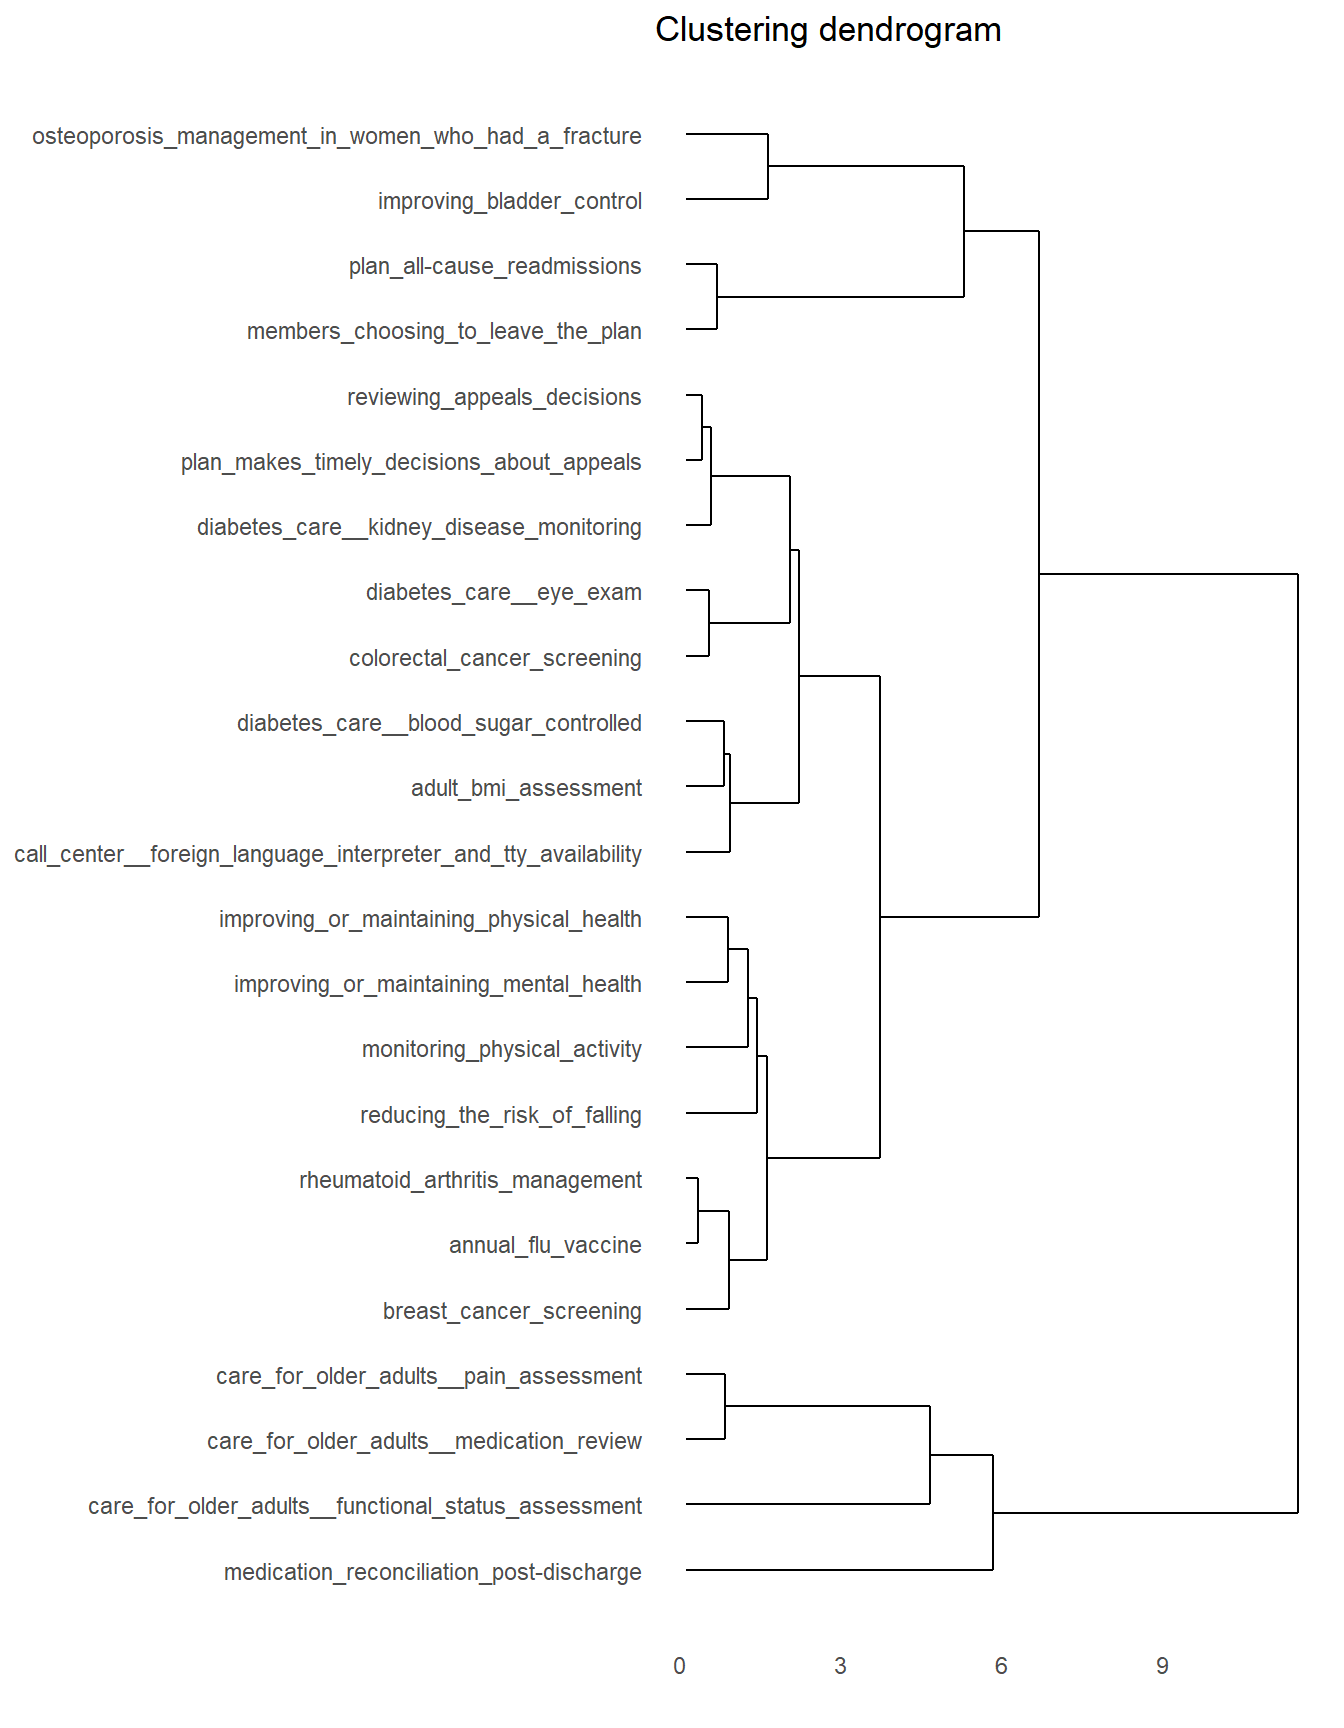 Clustering dendrogram
osteoporosis_management_in_women_who_had_a_fracture
improving_bladder_control
plan_all-cause_readmissions
members_choosing_to_leave_the_plan
reviewing_appeals_decisions
plan_makes_timely_decisions_about_appeals
diabetes_care__kidney_disease_monitoring
diabetes_care__eye_exam
colorectal_cancer_screening
diabetes_care__blood_sugar_controlled
adult_bmi_assessment
call_center__foreign_language_interpreter_and_tty_availability
improving_or_maintaining_physical_health
improving_or_maintaining_mental_health
monitoring_physical_activity
reducing_the_risk_of_falling
rheumatoid_arthritis_management
annual_flu_vaccine
breast_cancer_screening
care_for_older_adults__pain_assessment
care_for_older_adults__medication_review
care_for_older_adults__functional_status_assessment
medication_reconciliation_post-discharge
0 3 6 9